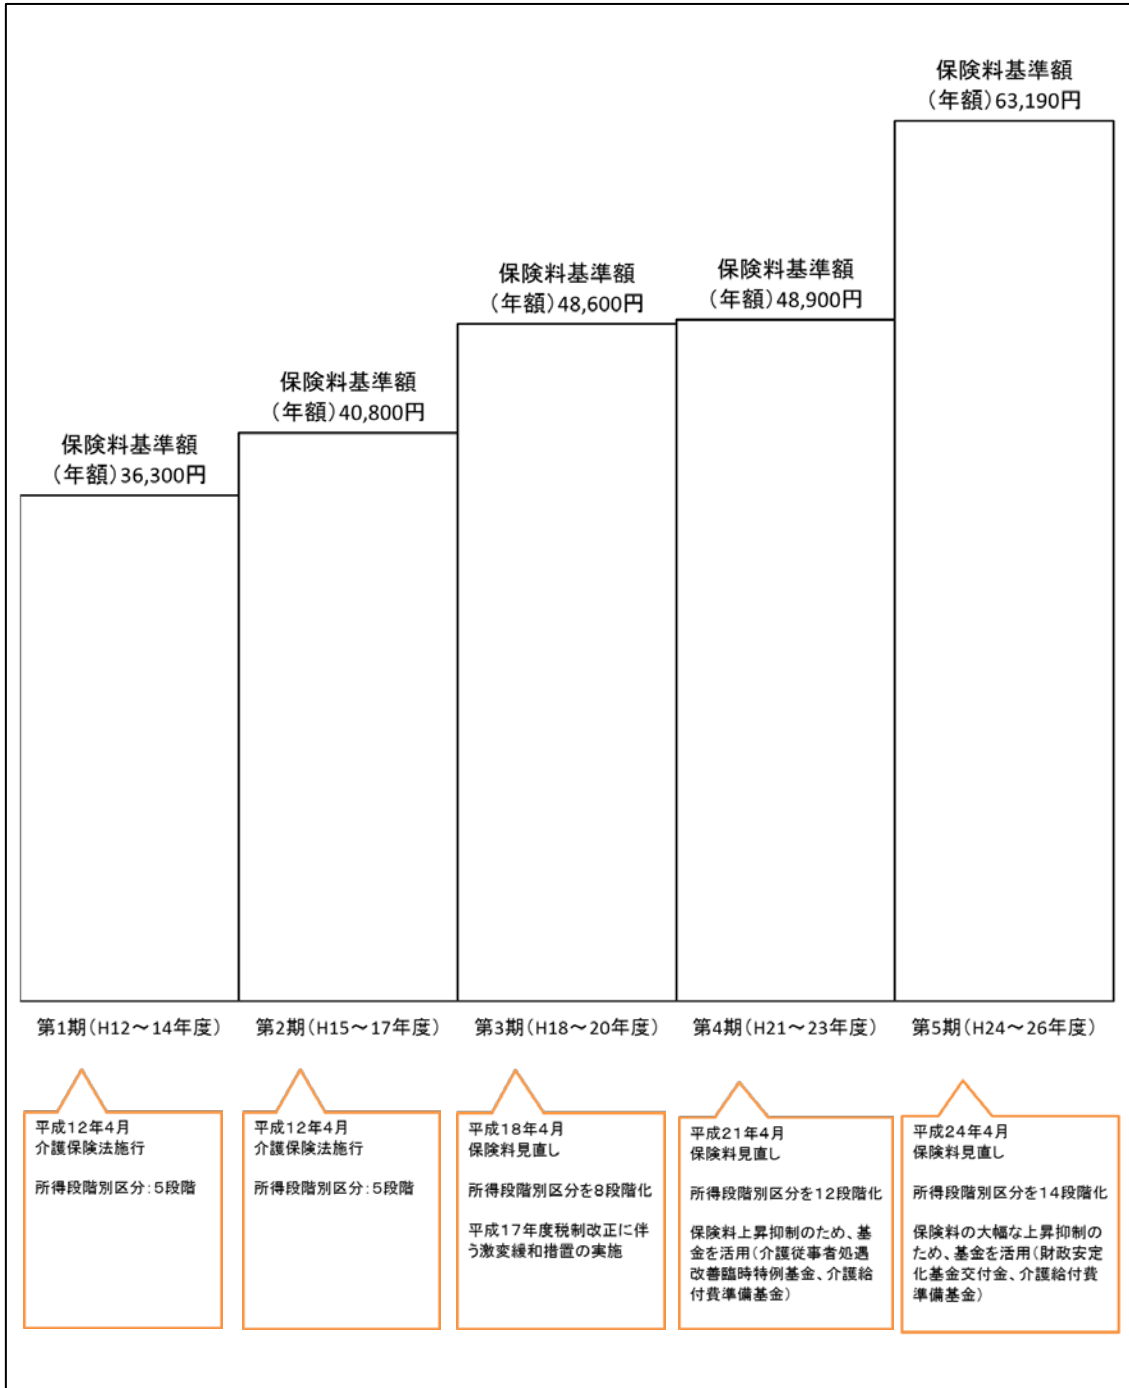 保険料基準額
（年額）63,190円
保険料基準額
（年額）48,900円
保険料基準額
（年額）48,600円
保険料基準額
（年額）40,800円
保険料基準額
（年額）36,300円
第1期（H12～14年度）
第2期（H15～17年度）
第3期（H18～20年度）
第4期（H21～23年度）
第5期（H24～26年度）
平成12年4月
介護保険法施行
所得段階別区分：5段階
平成12年4月
介護保険法施行
所得段階別区分：5段階
平成18年4月
保険料見直し
所得段階別区分を8段階化
平成17年度税制改正に伴
う激変緩和措置の実施
平成21年4月
保険料見直し
所得段階別区分を12段階化
保険料上昇抑制のため、基
金を活用（介護従事者処遇
改善臨時特例基金、介護給
付費準備基金）
平成24年4月
保険料見直し
所得段階別区分を14段階化
保険料の大幅な上昇抑制の
ため、基金を活用（財政安定
化基金交付金、介護給付費
準備基金）